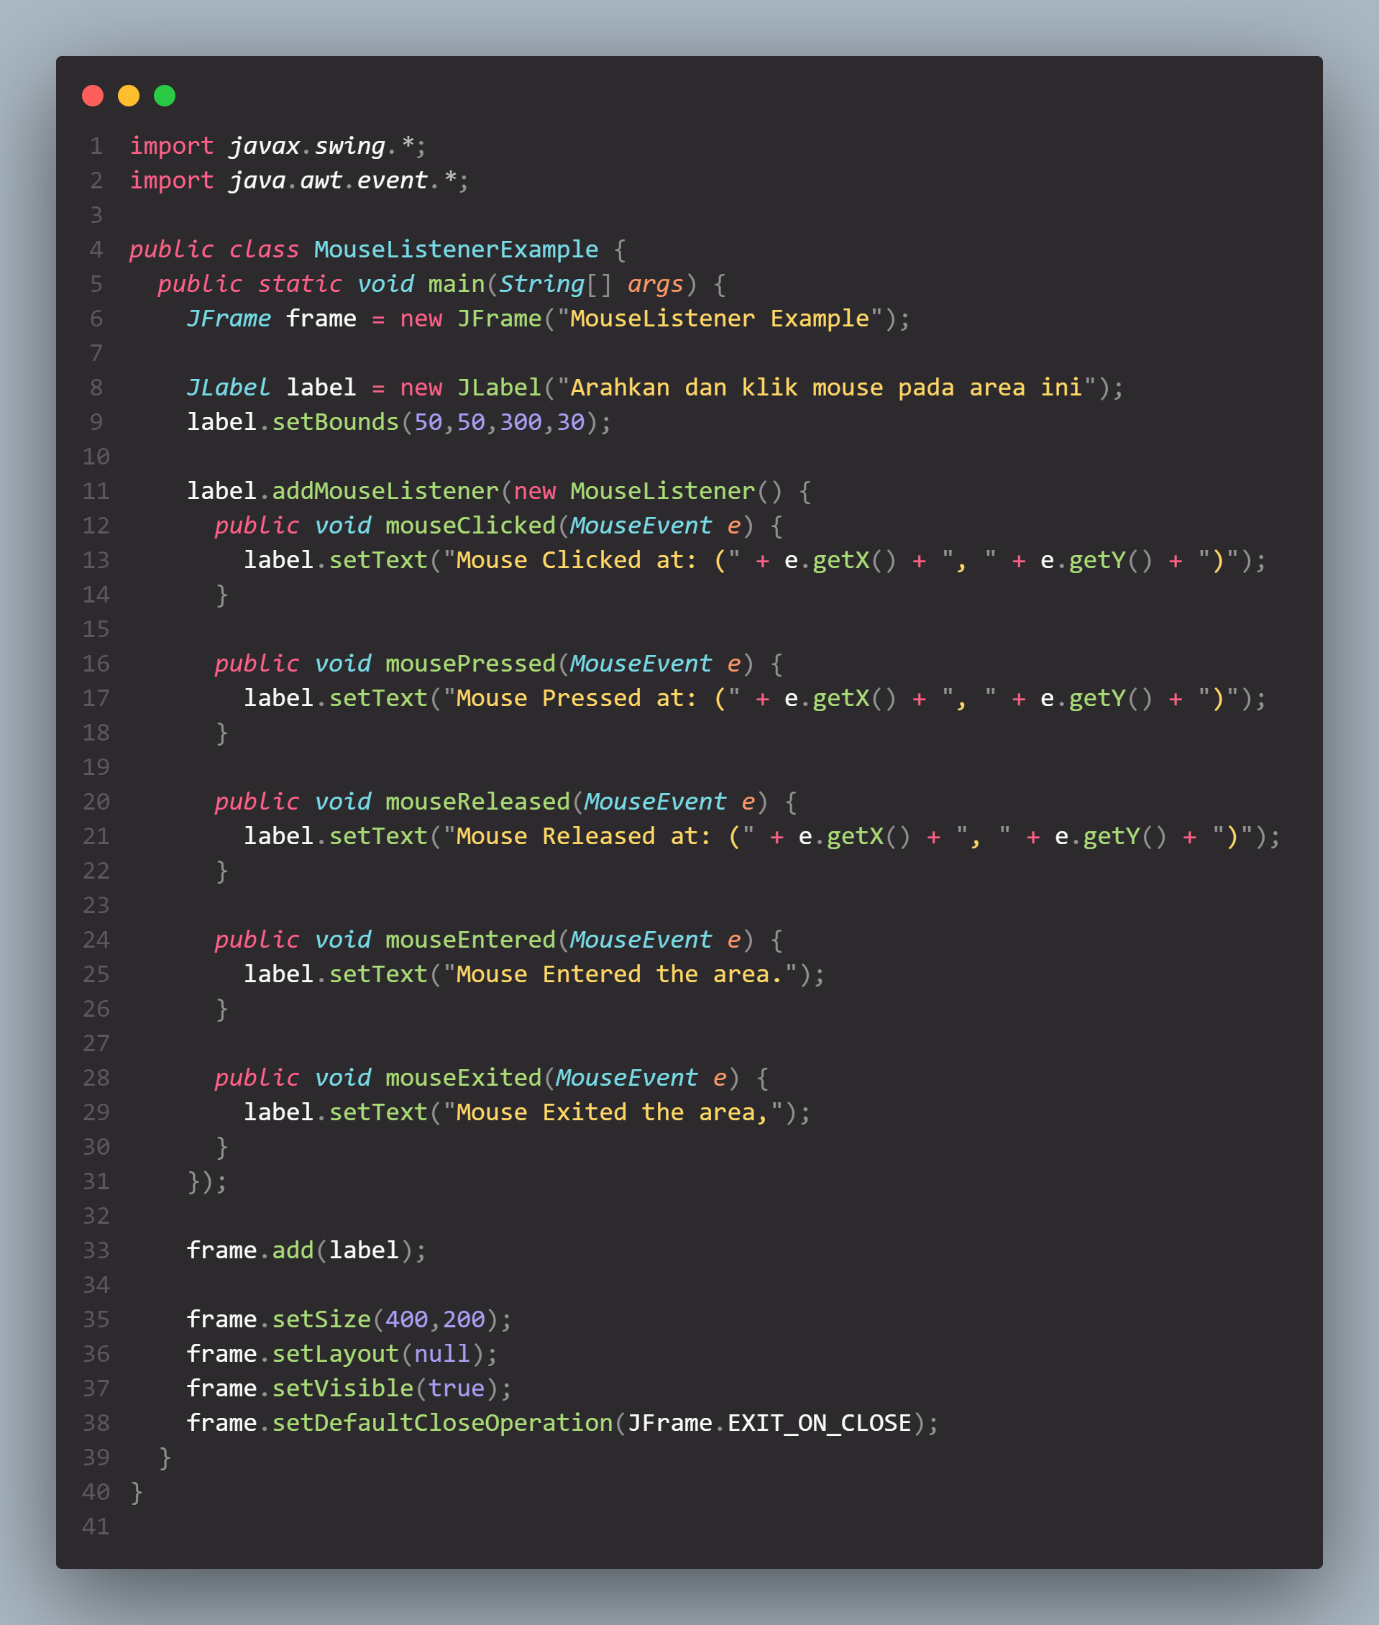 1 import javax.swing.*;
2 import java.awt.event.*;
3
4 public class MouseListenerExample {
5   public static void main(String[] args) {
6     JFrame frame = new JFrame("MouseListener Example");
7
8     JLabel label = new JLabel("Arahkan dan klik mouse pada area ini");
9     label.setBounds(50,50,300,30);
10
11     label.addMouseListener(new MouseListener() {
12       public void mouseClicked(MouseEvent e) {
13         label.setText("Mouse Clicked at: (" + e.getX() + ", " + e.getY() + ")");
14       }
15
16       public void mousePressed(MouseEvent e) {
17         label.setText("Mouse Pressed at: (" + e.getX() + ", " + e.getY() + ")");
18       }
19
20       public void mouseReleased(MouseEvent e) {
21         label.setText("Mouse Released at: (" + e.getX() + ", " + e.getY() + ")");
22       }
23
24       public void mouseEntered(MouseEvent e) {
25         label.setText("Mouse Entered the area.");
26       }
27
28       public void mouseExited(MouseEvent e) {
29         label.setText("Mouse Exited the area,");
30       }
31     });
32
33     frame.add(label);
34
35     frame.setSize(400,200);
36     frame.setLayout(null);
37     frame.setVisible(true);
38     frame.setDefaultCloseOperation(JFrame.EXIT_ON_CLOSE);
39   }
40 }
41